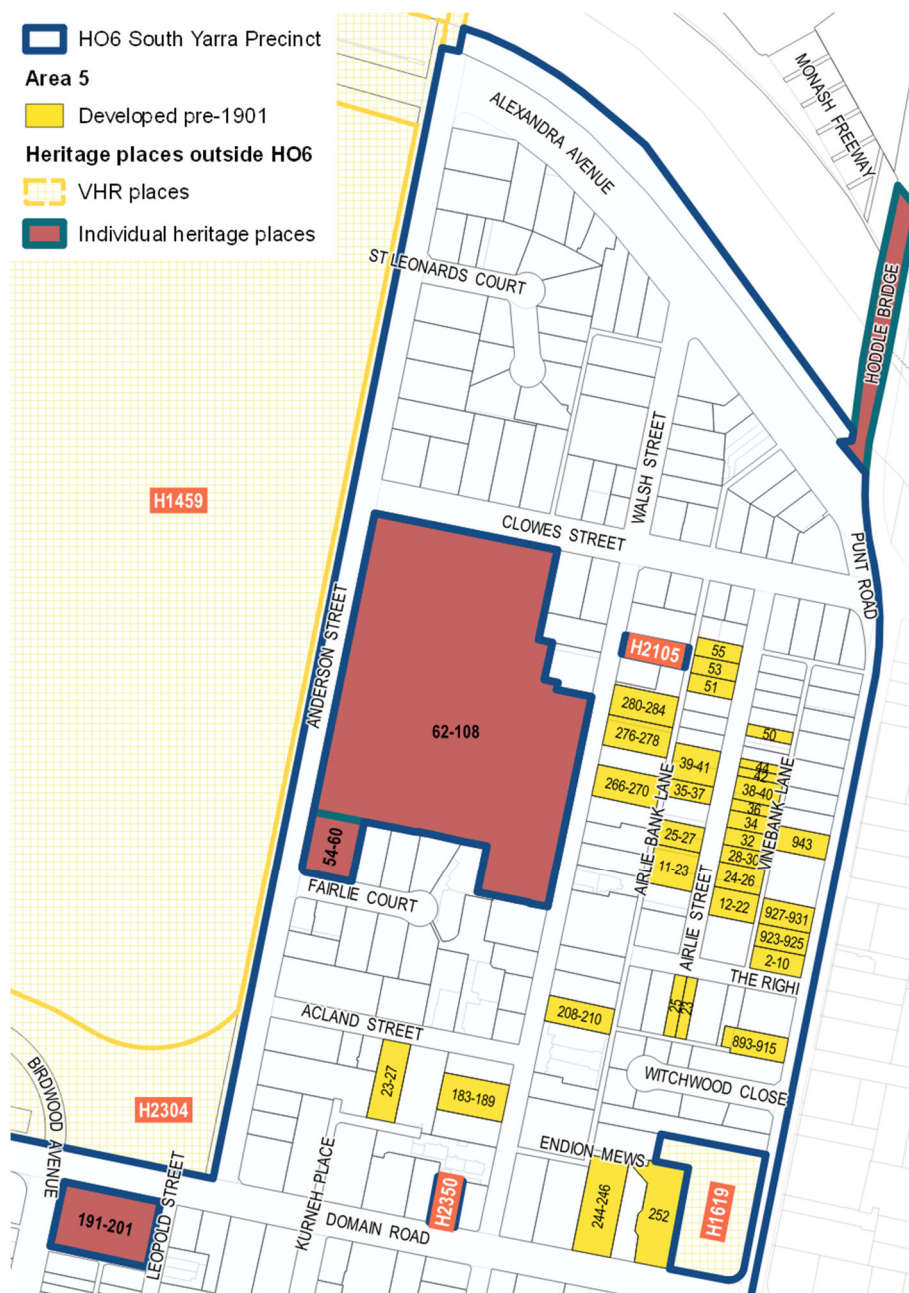 HO6 South Yarra Precinct
Area 5
Developed pre-1901
Heritage places outside HO6
VHR places
Individual heritage places
MONASH FREEWAY
ALEXANDRA AVENUE
ST LEONARDS COURT
HODDLE BRIDGE
WALSH STREET
H1459
CLOWES STREET
PUNT ROAD
ANDERSON STREET
H2105
55
53
51
280-284
276-278
50
62-108
39-41
44
42
266-270
35-37
38-40
36
34
AIRLIE BANK LANE
VINEBANK LANE
25-27
32
943
54-60
28-30
11-23
24-26
FAIRLIE COURT
12-22
927-931
AIRLIE STREET
923-925
2-10
THE RIGHI
208-210
25
23
ACLAND STREET
893-915
BIRDWOOD AVENUE
23-27
183-189
WITCHWOOD CLOSE
H2304
ENDION MEWS
KURNEH PLACE
H2350
244-246
252
H1619
191-201
LEOPOLD STREET
DOMAIN ROAD